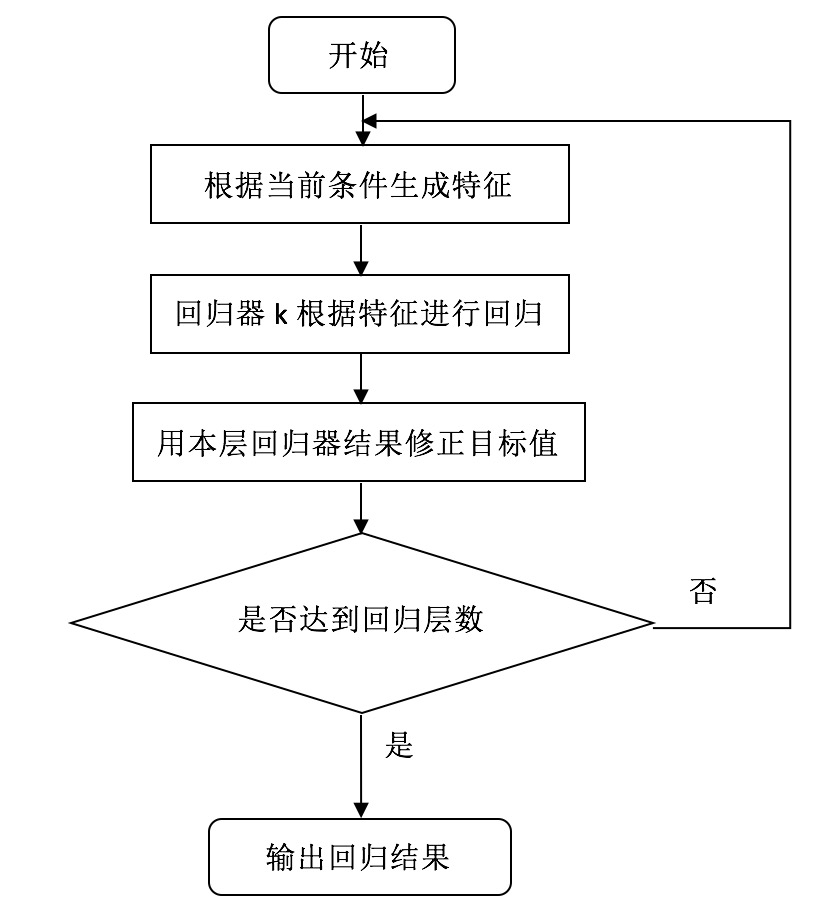 开始
根据当前条件生成特征
回归器 k 根据特征进行回归
用本层回归器结果修正目标值
是否达到回归层数
否
是
输出回归结果